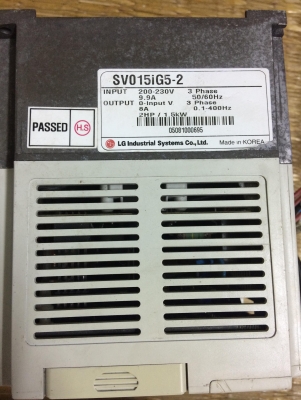 SV015iG5-2
INPUT 200-230V 3 Phase
9.9A 50/60Hz
OUTPUT 0-Input V 3 Phase
8A 0.1-400Hz
2HP / 1.5kW
05081000695
LG Industrial Systems Co., Ltd. Made in KOREA
PASSED H.S